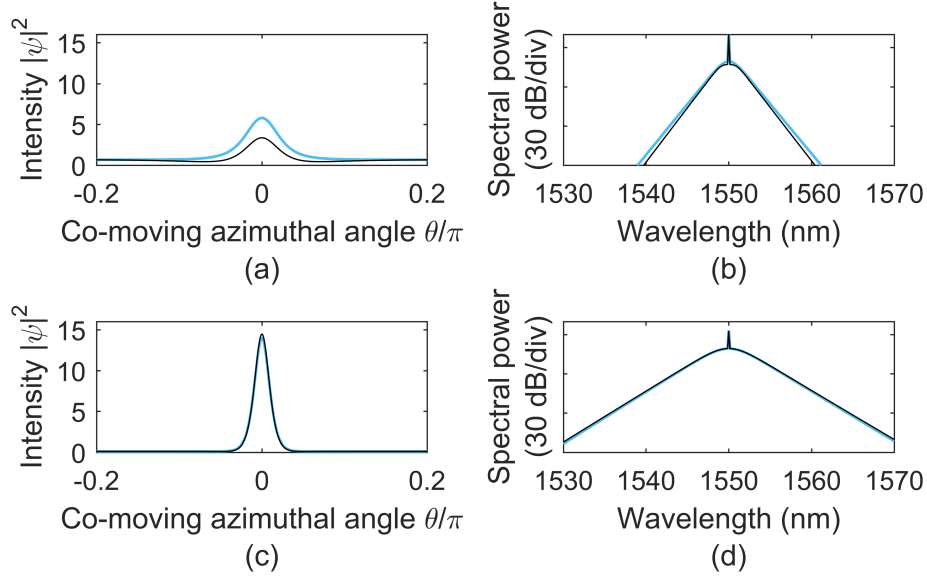 Intensity |ψ|²
15
10
5
0
-0.2
0
0.2
Co-moving azimuthal angle θ/π
(a)
Spectral power
(30 dB/div)
1530
1540
1550
1560
1570
Wavelength (nm)
(b)
Intensity |ψ|²
15
10
5
0
-0.2
0
0.2
Co-moving azimuthal angle θ/π
(c)
Spectral power
(30 dB/div)
1530
1540
1550
1560
1570
Wavelength (nm)
(d)